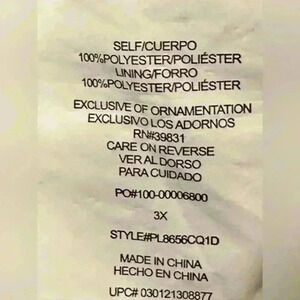 SELF/CUERPO
100%POLYESTER/POLIÉSTER
LINING/FORRO
100%POLYESTER/POLIÉSTER
EXCLUSIVE OF ORNAMENTATION
EXCLUSIVO LOS ADORNOS
RN#39831
CARE ON REVERSE
VER AL DORSO
PARA CUIDADO
PO#100-00006800
3X
STYLE#PL8656CQ1D
MADE IN CHINA
HECHO EN CHINA
UPC# 030121308877